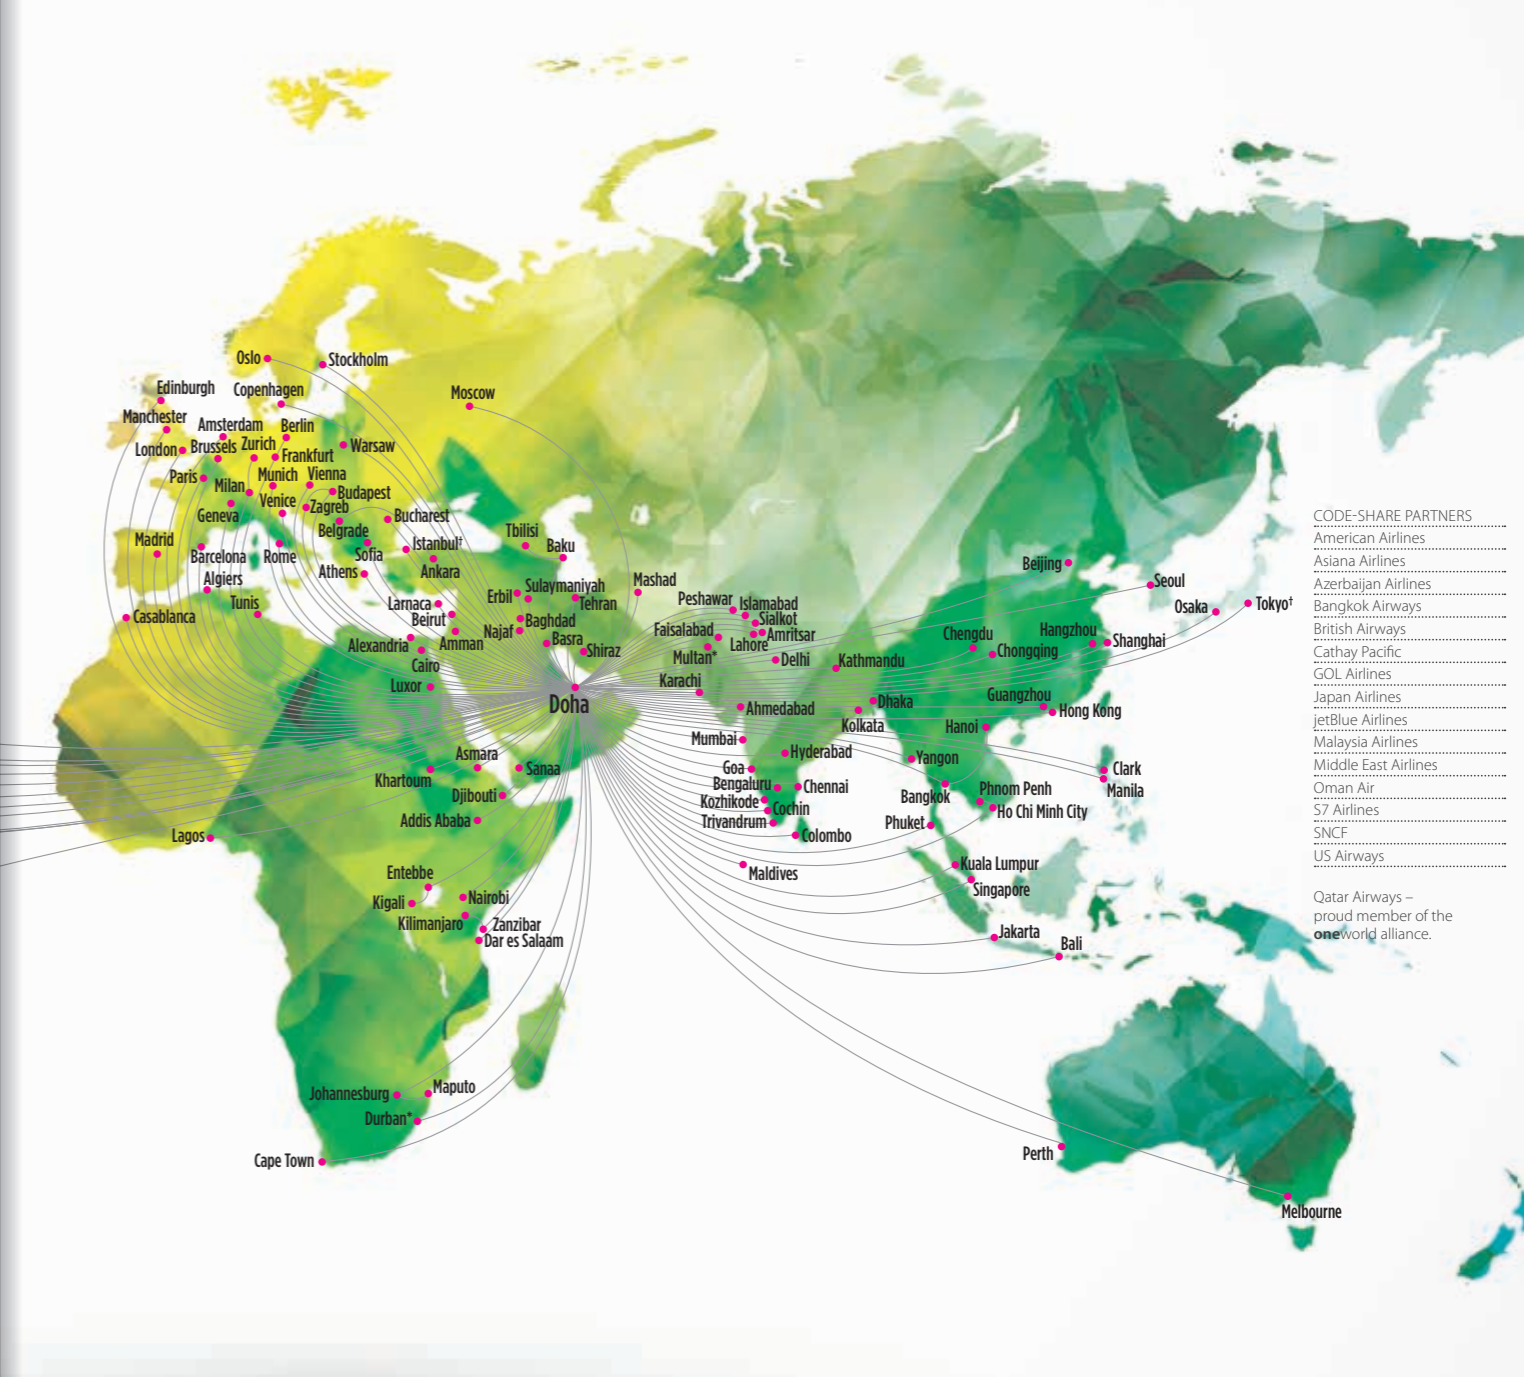 Oslo
Stockholm
Edinburgh
Copenhagen
Moscow
Manchester
Amsterdam
Berlin
London
Brussels
Zurich
Frankfurt
Warsaw
Paris
Milan
Munich
Vienna
Budapest
Geneva
Venice
Zagreb
Bucharest
Belgrade
Madrid
Barcelona
Rome
Sofia
Istanbul†
Tbilisi
Baku
Athens
Ankara
Algiers
Tunis
Casablanca
Larnaca
Beirut
Erbil
Sulaymaniyah
Tehran
Mashad
Baghdad
Najaf
Basra
Shiraz
Alexandria
Amman
Cairo
Luxor
Doha
Peshawar
Islamabad
Sialkot
Faisalabad
Lahore
Amritsar
Multan*
Delhi
Karachi
Kathmandu
Ahmedabad
Dhaka
Kolkata
Mumbai
Hyderabad
Goa
Bengaluru
Chennai
Kozhikode
Cochin
Trivandrum
Colombo
Maldives
Beijing
Seoul
Osaka
Tokyo†
Chengdu
Chongqing
Hangzhou
Shanghai
Guangzhou
Hong Kong
Hanoi
Yangon
Bangkok
Phnom Penh
Ho Chi Minh City
Clark
Manila
Phuket
Kuala Lumpur
Singapore
Jakarta
Bali
Perth
Melbourne
Asmara
Khartoum
Sanaa
Djibouti
Addis Ababa
Lagos
Entebbe
Kigali
Nairobi
Kilimanjaro
Zanzibar
Dar es Salaam
Johannesburg
Maputo
Durban*
Cape Town
CODE-SHARE PARTNERS
American Airlines
Asiana Airlines
Azerbaijan Airlines
Bangkok Airways
British Airways
Cathay Pacific
GOL Airlines
Japan Airlines
jetBlue Airlines
Malaysia Airlines
Middle East Airlines
Oman Air
S7 Airlines
SNCF
US Airways
Qatar Airways –
proud member of the
oneworld alliance.